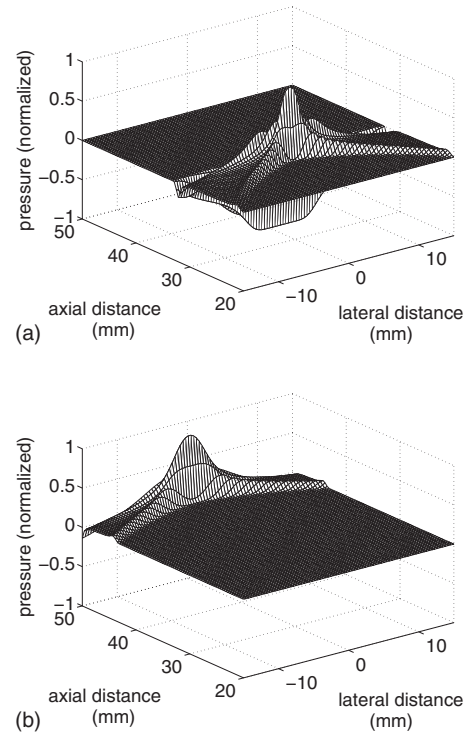 1
0.5
0
−0.5
−1
pressure (normalized)
50
40
30
20
axial distance
(mm)
−10
0
10
lateral distance
(mm)
(a)
1
0.5
0
−0.5
−1
pressure (normalized)
50
40
30
20
axial distance
(mm)
−10
0
10
lateral distance
(mm)
(b)